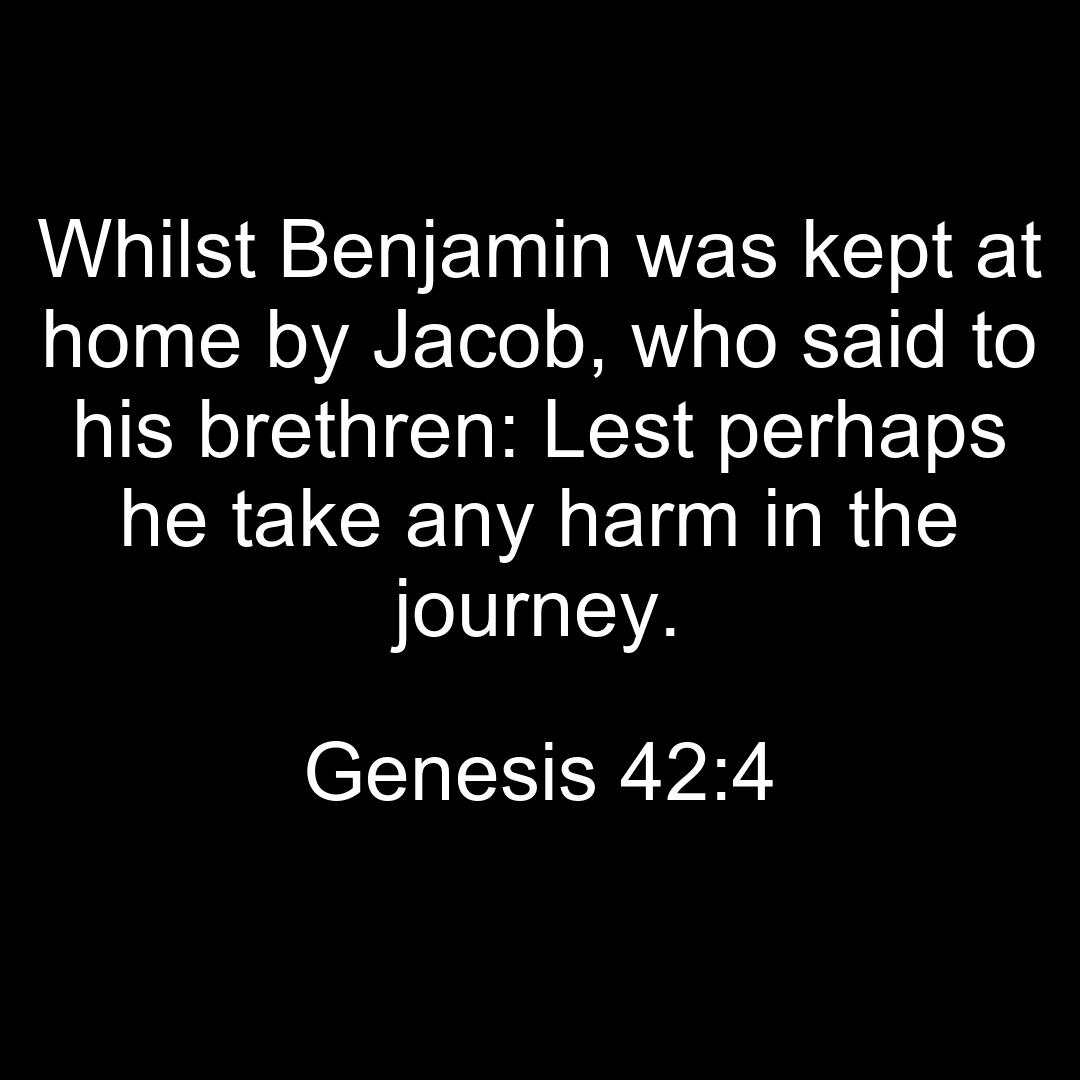 Whilst Benjamin was kept at
home by Jacob, who said to
his brethren: Lest perhaps
he take any harm in the
journey.
Genesis 42:4